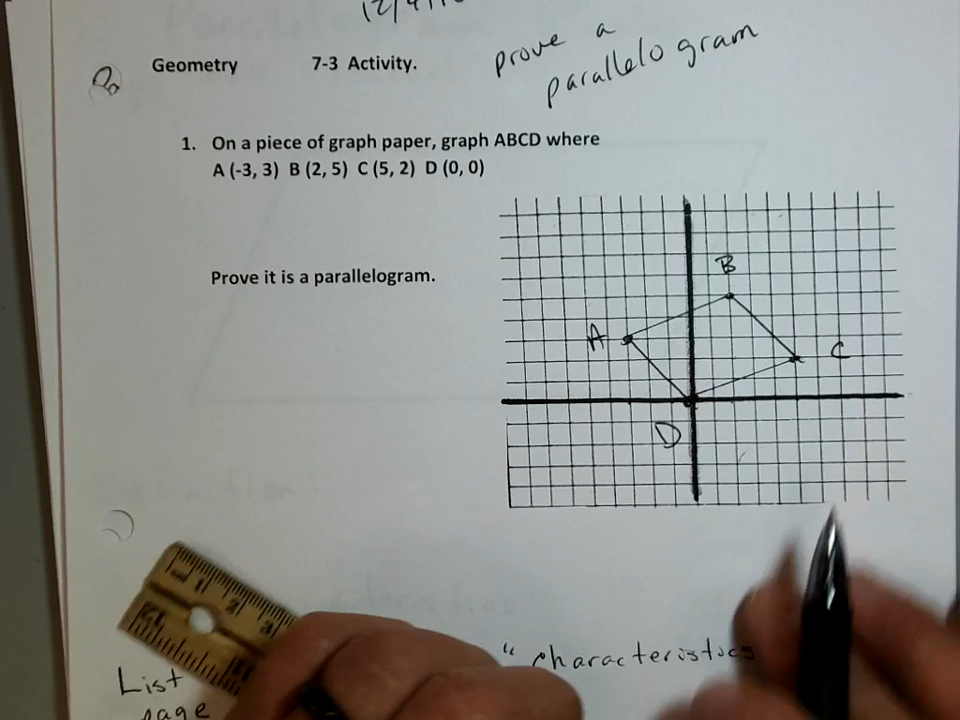 Geometry 7-3 Activity.
prove a
parallelogram
1. On a piece of graph paper, graph ABCD where
A (-3, 3) B (2, 5) C (5, 2) D (0, 0)
Prove it is a parallelogram.
B
A
C
D
" characteristics
List